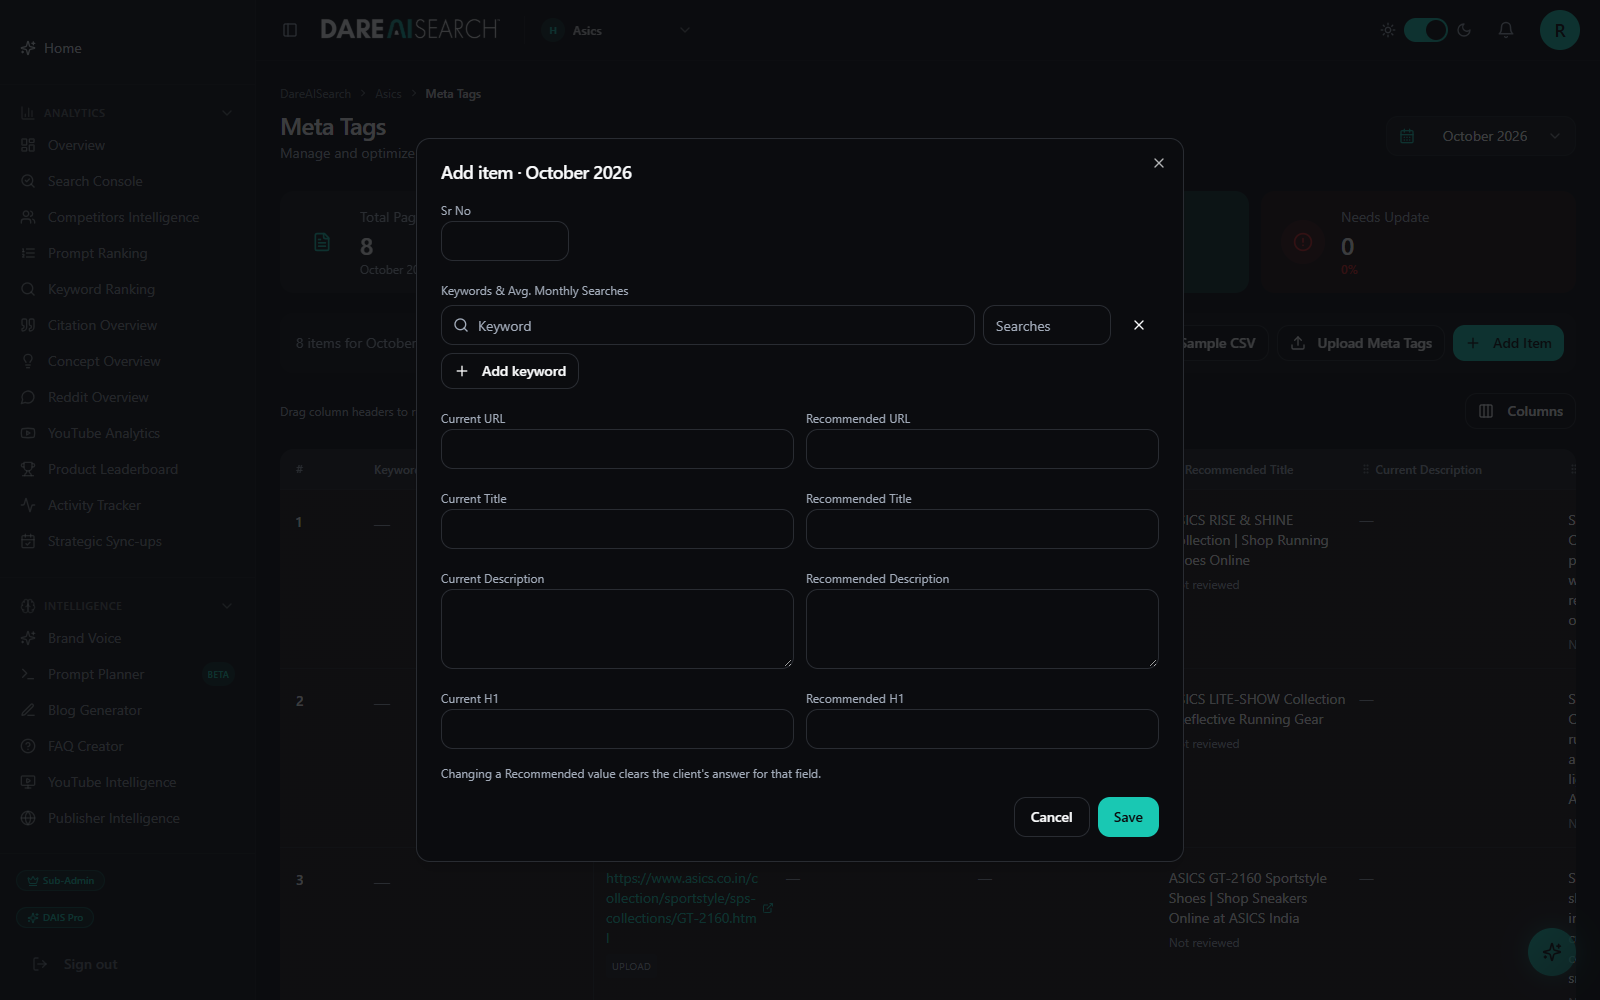 Home
DAREAISEARCH
H Asics
R
ANALYTICS
Overview
Search Console
Competitors Intelligence
Prompt Ranking
Keyword Ranking
Citation Overview
Concept Overview
Reddit Overview
YouTube Analytics
Product Leaderboard
Activity Tracker
Strategic Sync-ups
INTELLIGENCE
Brand Voice
Prompt Planner BETA
Blog Generator
FAQ Creator
YouTube Intelligence
Publisher Intelligence
Sub-Admin
DAIS Pro
Sign out
DareAISearch > Asics > Meta Tags
Meta Tags
Manage and optimize
October 2026
Total Pag
8
October 20
Needs Update
0
0%
8 items for October
Sample CSV
Upload Meta Tags
+ Add Item
Drag column headers to r
Columns
# Keywor
Recommended Title
Current Description
1 —
ICS RISE & SHINE
llection | Shop Running
oes Online
t reviewed
—
2 —
ICS LITE-SHOW Collection
eflective Running Gear
t reviewed
—
3 —
https://www.asics.co.in/c
ollection/sportstyle/sps-
collections/GT-2160.htm
l
UPLOAD
— —
ASICS GT-2160 Sportstyle
Shoes | Shop Sneakers
Online at ASICS India
Not reviewed
—
Add item · October 2026
Sr No
Keywords & Avg. Monthly Searches
Keyword
Searches
+ Add keyword
Current URL
Recommended URL
Current Title
Recommended Title
Current Description
Recommended Description
Current H1
Recommended H1
Changing a Recommended value clears the client's answer for that field.
Cancel
Save